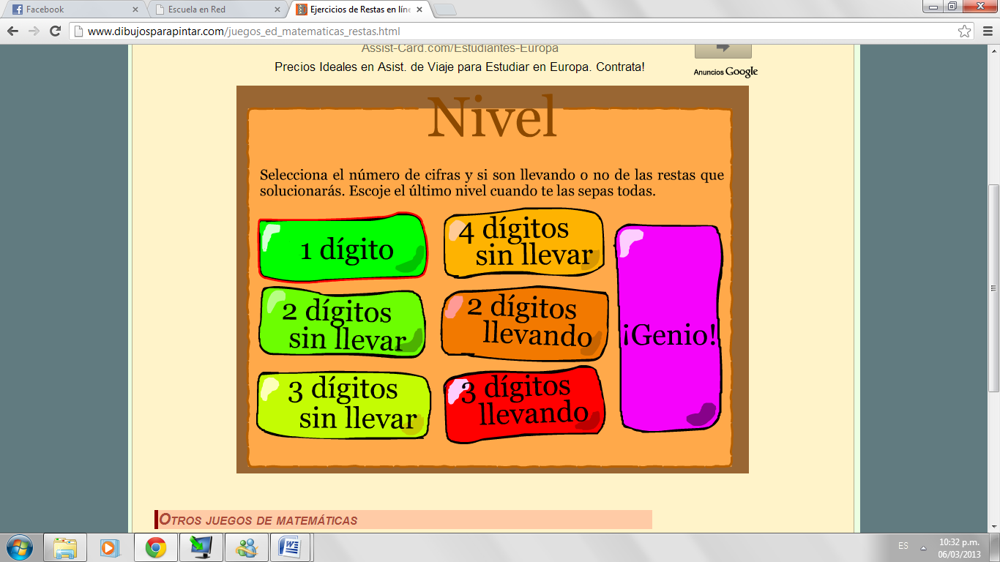 Facebook
Escuela en Red
Ejercicios de Restas en líne
www.dibujosparapintar.com/juegos_ed_matematicas_restas.html
Assist-Card.com/Estudiantes-Europa
Precios Ideales en Asist. de Viaje para Estudiar en Europa. Contrata!
Anuncios Google
Nivel
Selecciona el número de cifras y si son llevando o no de las restas que
solucionarás. Escoje el último nivel cuando te las sepas todas.
1 dígito
2 dígitos
sin llevar
3 dígitos
sin llevar
4 dígitos
sin llevar
2 dígitos
llevando
3 dígitos
llevando
¡Genio!
Otros juegos de matemáticas
ES
10:32 p.m.
06/03/2013